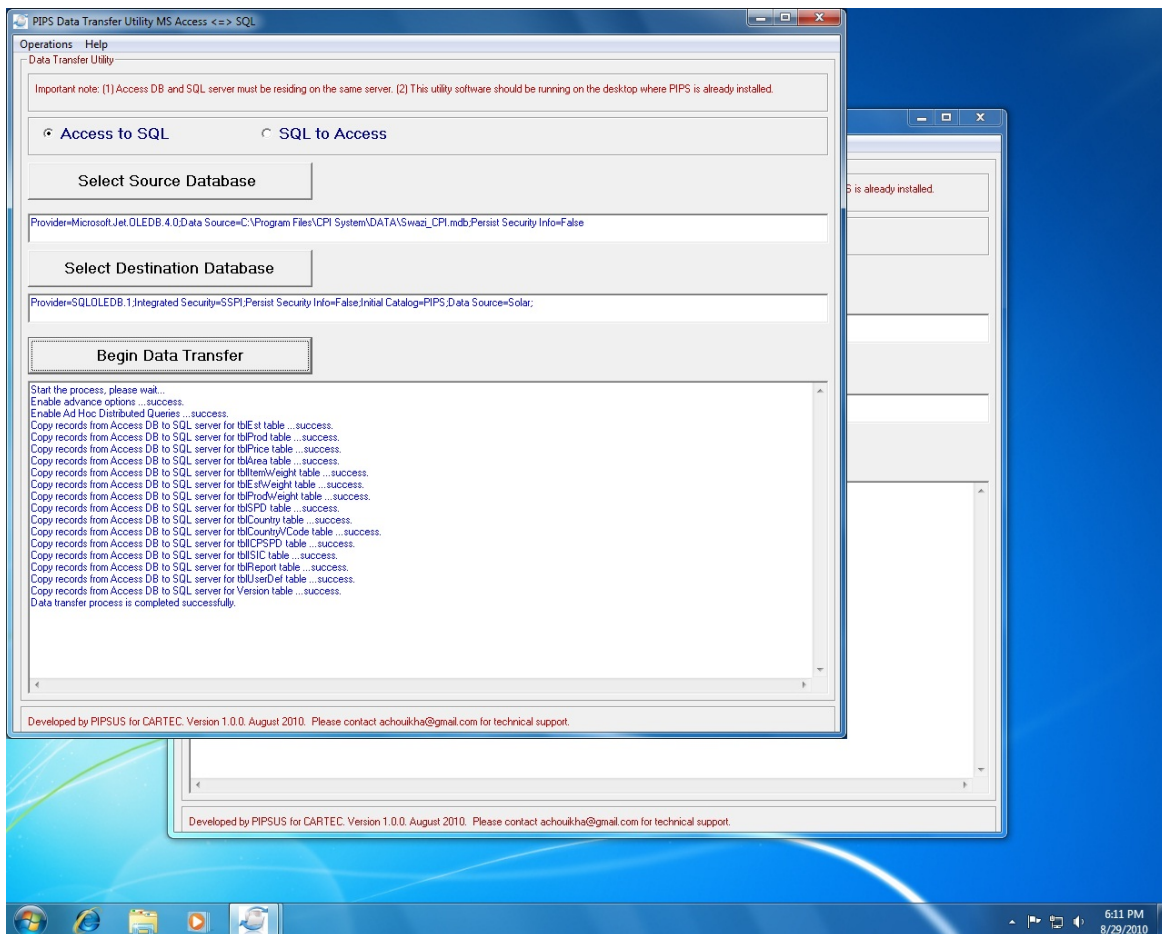 PIPS Data Transfer Utility MS Access <=> SQL
Operations Help
Data Transfer Utility
Important note: (1) Access DB and SQL server must be residing on the same server. (2) This utility software should be running on the desktop where PIPS is already installed.
Access to SQL SQL to Access
Select Source Database
Provider=Microsoft.Jet.OLEDB.4.0;Data Source=C:\Program Files\CPI System\DATA\Swazi_CPI.mdb;Persist Security Info=False
Select Destination Database
Provider=SQLOLEDB.1;Integrated Security=SSPI;Persist Security Info=False;Initial Catalog=PIPS;Data Source=Solar;
Begin Data Transfer
Start the process, please wait...
Enable advance options ...success.
Enable Ad Hoc Distributed Queries ...success.
Copy records from Access DB to SQL server for tblEst table ...success.
Copy records from Access DB to SQL server for tblProd table ...success.
Copy records from Access DB to SQL server for tblPrice table ...success.
Copy records from Access DB to SQL server for tblArea table ...success.
Copy records from Access DB to SQL server for tblItemWeight table ...success.
Copy records from Access DB to SQL server for tblEstWeight table ...success.
Copy records from Access DB to SQL server for tblProdWeight table ...success.
Copy records from Access DB to SQL server for tblSPD table ...success.
Copy records from Access DB to SQL server for tblCountry table ...success.
Copy records from Access DB to SQL server for tblCountryVCode table ...success.
Copy records from Access DB to SQL server for tblICPSPD table ...success.
Copy records from Access DB to SQL server for tblISIC table ...success.
Copy records from Access DB to SQL server for tblReport table ...success.
Copy records from Access DB to SQL server for tblUserDef table ...success.
Copy records from Access DB to SQL server for Version table ...success.
Data transfer process is completed successfully.
Developed by PIPSUS for CARTEC. Version 1.0.0. August 2010. Please contact achouikha@gmail.com for technical support.
S is already installed.
Developed by PIPSUS for CARTEC. Version 1.0.0. August 2010. Please contact achouikha@gmail.com for technical support.
6:11 PM
8/29/2010